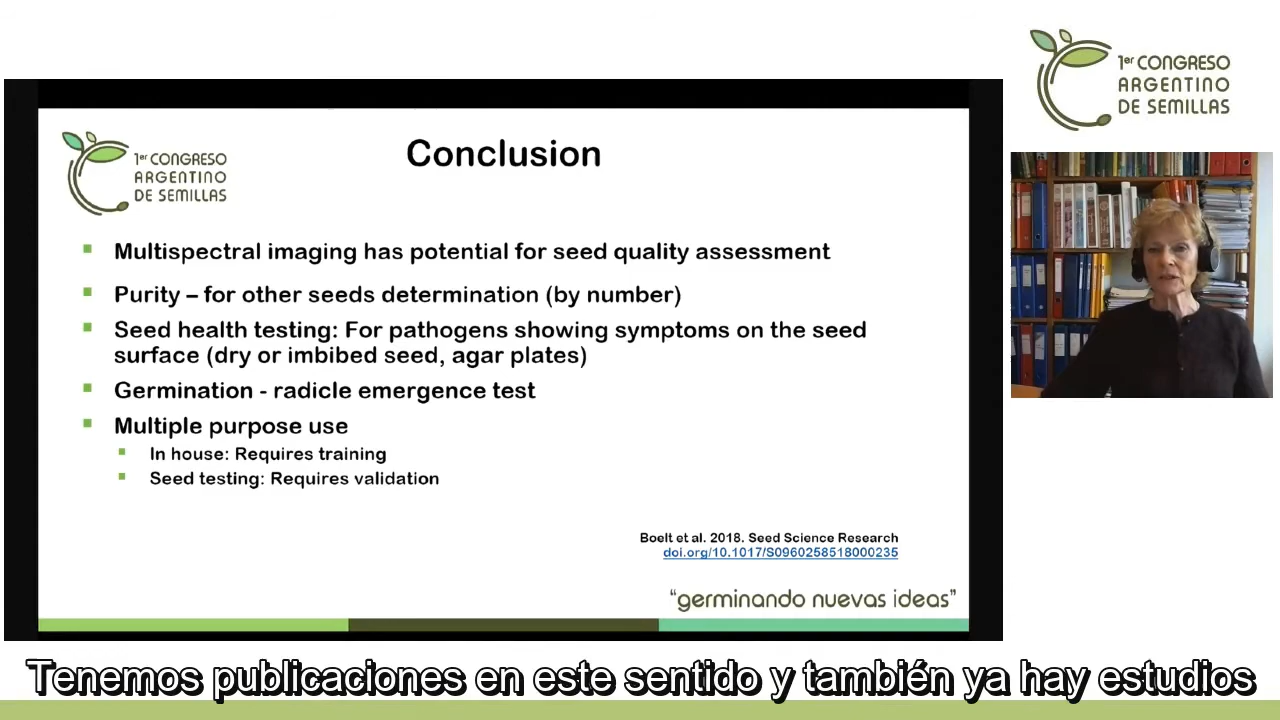 1er CONGRESO
ARGENTINO
DE SEMILLAS
Conclusion
1er CONGRESO
ARGENTINO
DE SEMILLAS
▪ Multispectral imaging has potential for seed quality assessment
▪ Purity – for other seeds determination (by number)
▪ Seed health testing: For pathogens showing symptoms on the seed
surface (dry or imbibed seed, agar plates)
▪ Germination - radicle emergence test
▪ Multiple purpose use
▪ In house: Requires training
▪ Seed testing: Requires validation
Boelt et al. 2018. Seed Science Research
doi.org/10.1017/S0960258518000235
“germinando nuevas ideas”
Tenemos publicaciones en este sentido y también ya hay estudios